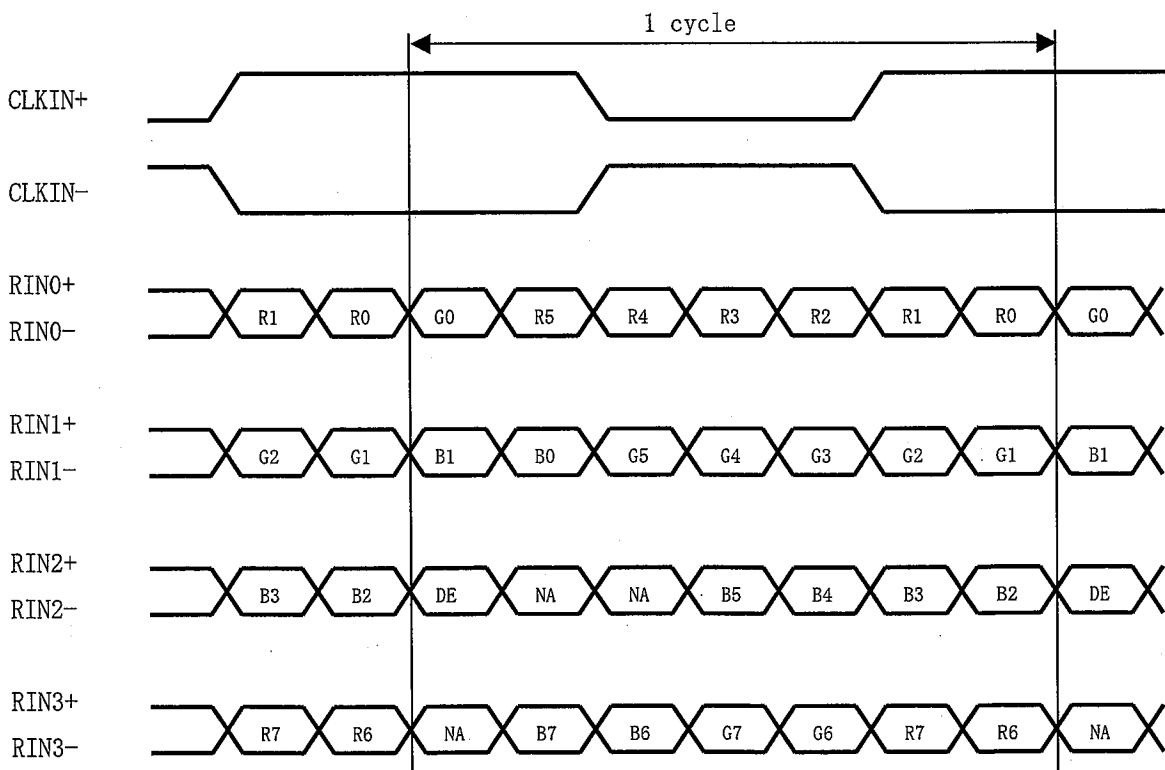 1 cycle
CLKIN+
CLKIN-
RIN0+
RIN0-
R1 R0 G0 R5 R4 R3 R2 R1 R0 G0
RIN1+
RIN1-
G2 G1 B1 B0 G5 G4 G3 G2 G1 B1
RIN2+
RIN2-
B3 B2 DE NA NA B5 B4 B3 B2 DE
RIN3+
RIN3-
R7 R6 NA B7 B6 G7 G6 R7 R6 NA